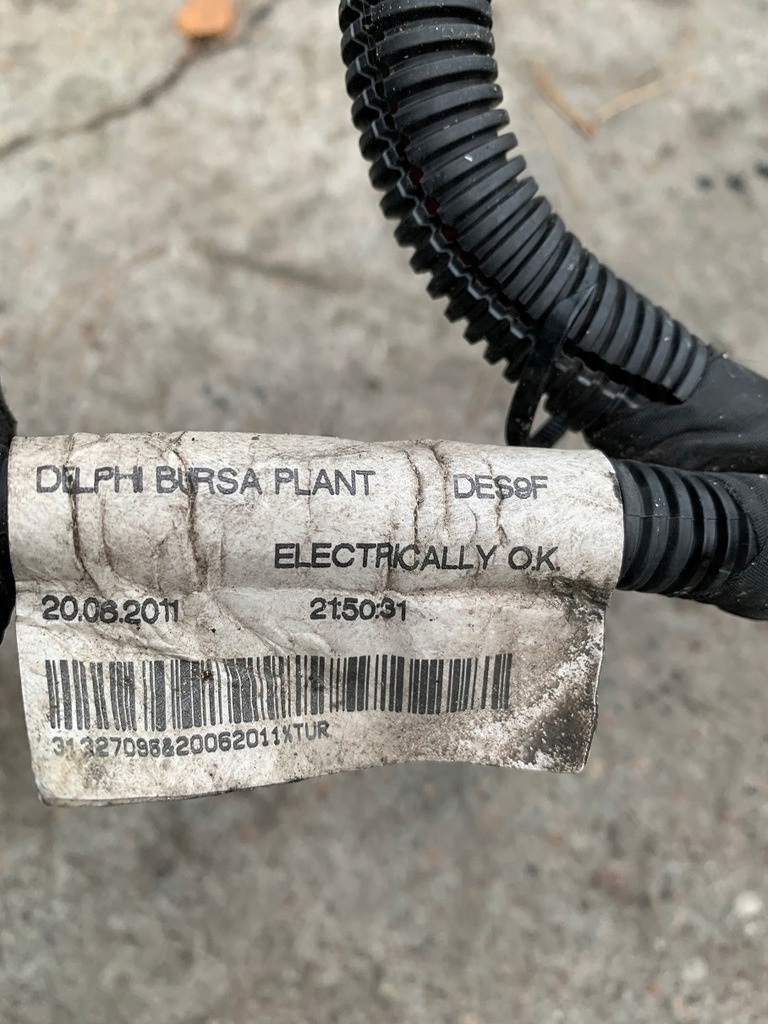 DELPHI BURSA PLANT DES9F
ELECTRICALLY O.K.
20.06.2011 21:50:31
31327096&20062011%TUR